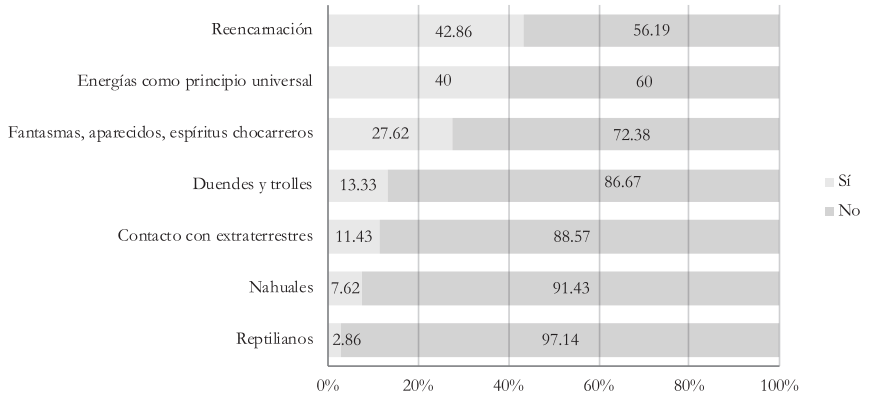 Reencarnación 42.86 56.19
Energías como principio universal 40 60
Fantasmas, aparecidos, espíritus chocarreros 27.62 72.38
Duendes y trolles 13.33 86.67
Contacto con extraterrestres 11.43 88.57
Nahuales 7.62 91.43
Reptilianos 2.86 97.14
0% 20% 40% 60% 80% 100%
Sí
No